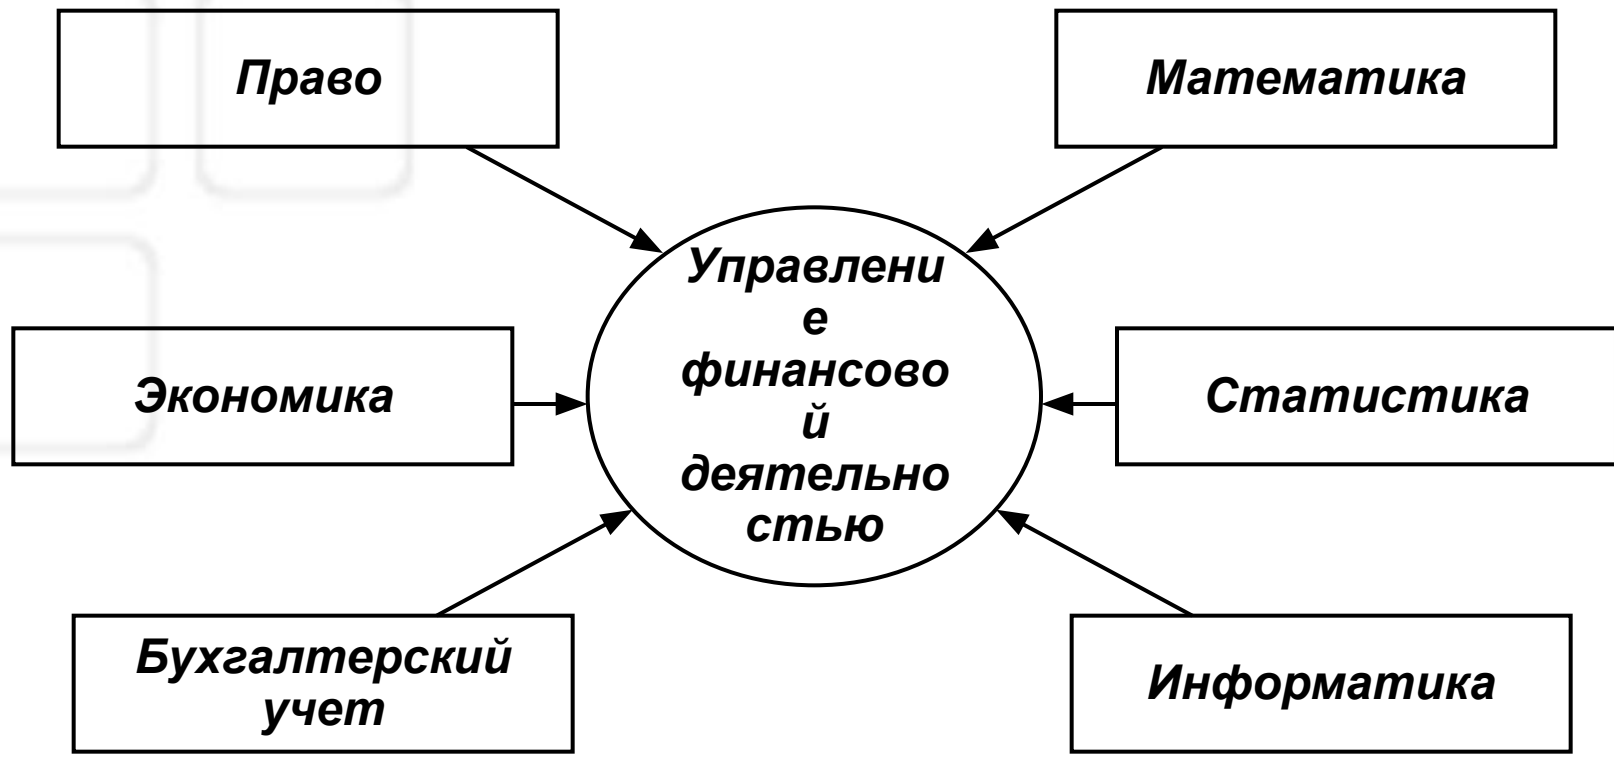 Право
Математика
Управлени
е
финансово
й
деятельно
стью
Экономика
Статистика
Бухгалтерский
учет
Информатика